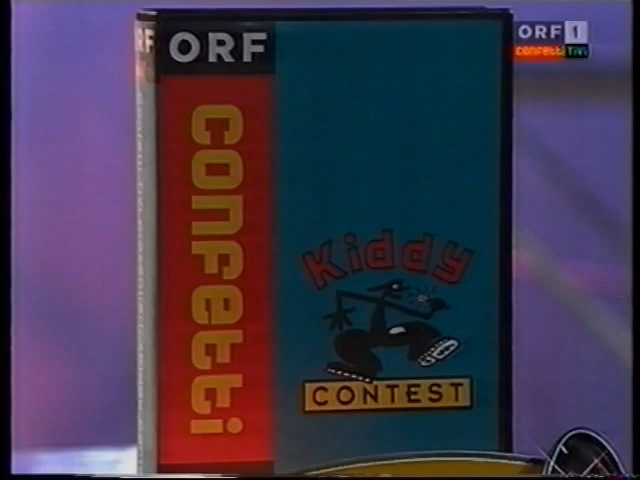 ORF
confetti
Kiddy
CONTEST
ORF 1
confetti TiVi